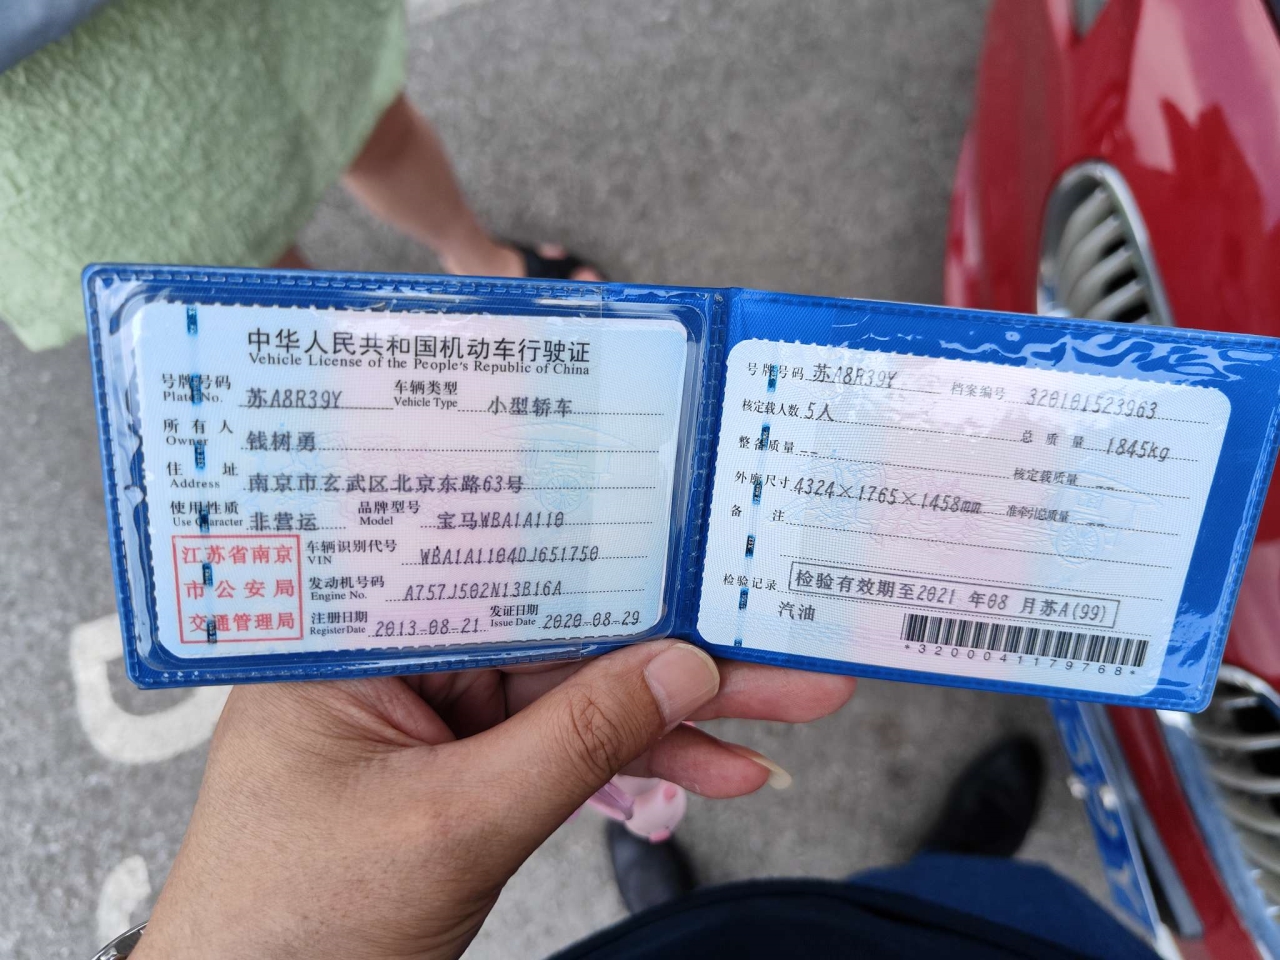 中华人民共和国机动车行驶证
Vehicle License of the People's Republic of China
号牌号码 Plate No. 苏A8R39Y 车辆类型 Vehicle Type 小型轿车
所有人 Owner 钱树勇
住址 Address 南京市玄武区北京东路63号
使用性质 Use Character 非营运 品牌型号 Model 宝马WBA1A110
江苏省南京
市公安局
交通管理局
车辆识别代号 VIN WBA1A1104DJ651750
发动机号码 Engine No. A757J502N13B16A
注册日期 Register Date 2013-08-21 发证日期 Issue Date 2020-08-29
号牌号码 苏A8R39Y 档案编号 320101523963
核定载人数 5人 总质量 1845kg
整备质量 -- 核定载质量 --
外廓尺寸 4324×1765×1458mm 准牵引总质量 --
备注
检验记录 检验有效期至2021 年08 月苏A(99)
汽油
*3200041179768*